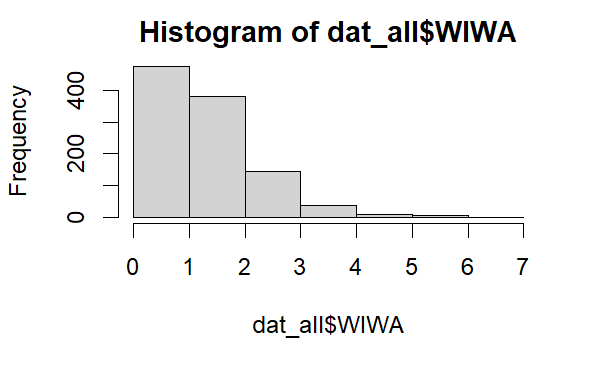 Histogram of dat_all$WIWA
Frequency
400
200
0
0 1 2 3 4 5 6 7
dat_all$WIWA